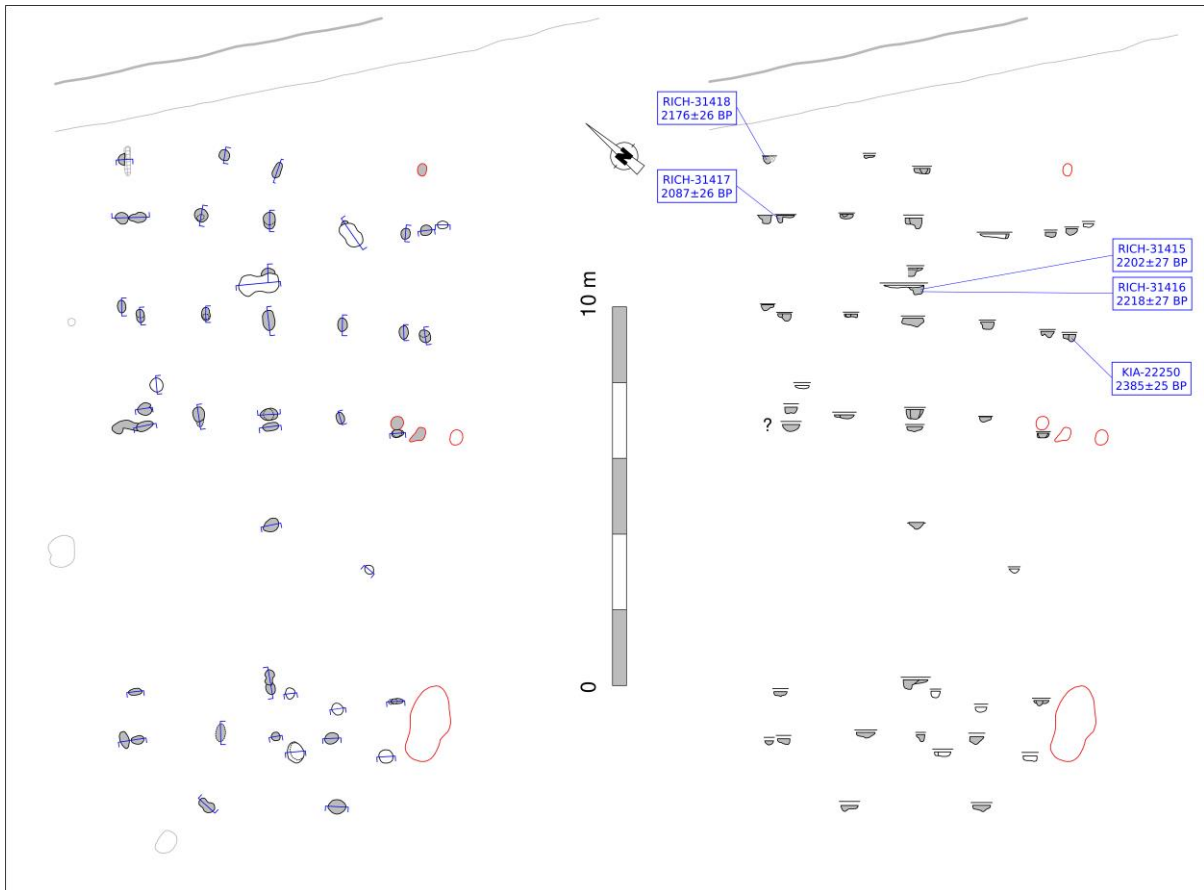 RICH-31418
2176±26 BP
N
RICH-31417
2087±26 BP
RICH-31415
2202±27 BP
10 m
RICH-31416
2218±27 BP
KIA-22250
2385±25 BP
?
0